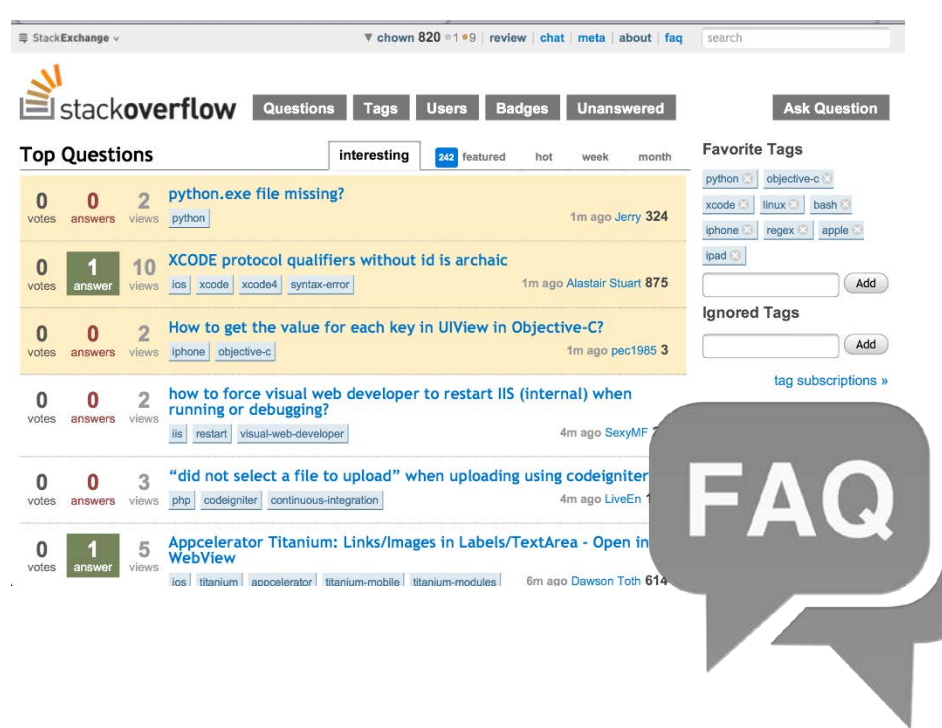 StackExchange
chown 820 1 9 | review | chat | meta | about | faq
search
stackoverflow
Questions Tags Users Badges Unanswered
Ask Question
Top Questions
interesting 242 featured hot week month
0 votes 0 answers 2 views
python.exe file missing?
python
1m ago Jerry 324
0 votes 1 answer 10 views
XCODE protocol qualifiers without id is archaic
ios xcode xcode4 syntax-error
1m ago Alastair Stuart 875
0 votes 0 answers 2 views
How to get the value for each key in UIView in Objective-C?
iphone objective-c
1m ago pec1985 3
0 votes 0 answers 2 views
how to force visual web developer to restart IIS (internal) when
running or debugging?
iis restart visual-web-developer
4m ago SexyMF
0 votes 0 answers 3 views
“did not select a file to upload” when uploading using codeigniter
php codeigniter continuous-integration
4m ago LiveEn
0 votes 1 answer 5 views
Appcelerator Titanium: Links/Images in Labels/TextArea - Open in
WebView
ios titanium appcelerator titanium-mobile titanium-modules
6m ago Dawson Toth 614
Favorite Tags
python objective-c
xcode linux bash
iphone regex apple
ipad
Add
Ignored Tags
Add
tag subscriptions »
FAQ